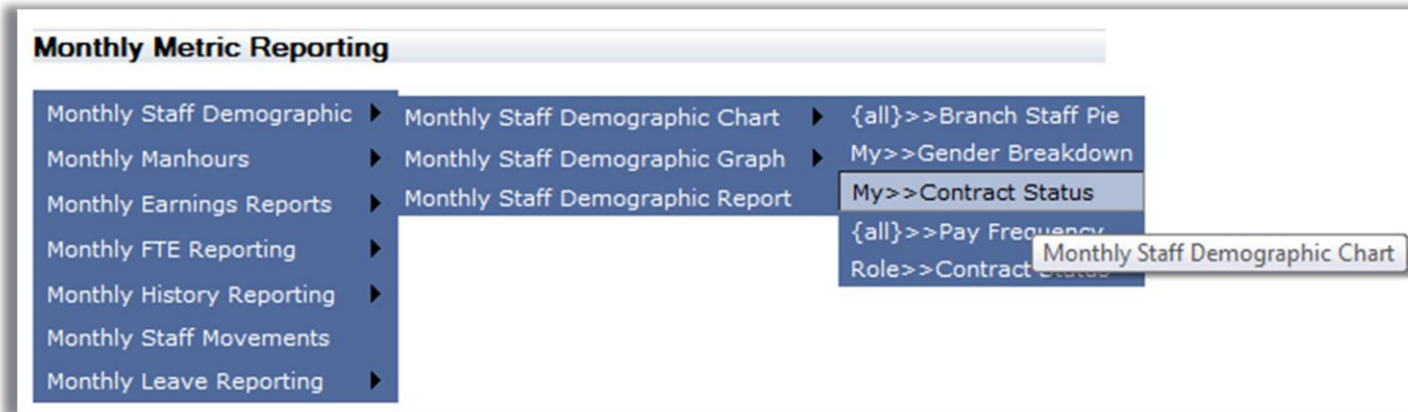 Monthly Metric Reporting
Monthly Staff Demographic
Monthly Manhours
Monthly Earnings Reports
Monthly FTE Reporting
Monthly History Reporting
Monthly Staff Movements
Monthly Leave Reporting
Monthly Staff Demographic Chart
Monthly Staff Demographic Graph
Monthly Staff Demographic Report
{all}>>Branch Staff Pie
My>>Gender Breakdown
My>>Contract Status
{all}>>Pay Frequency
Role>>Contract Status
Monthly Staff Demographic Chart